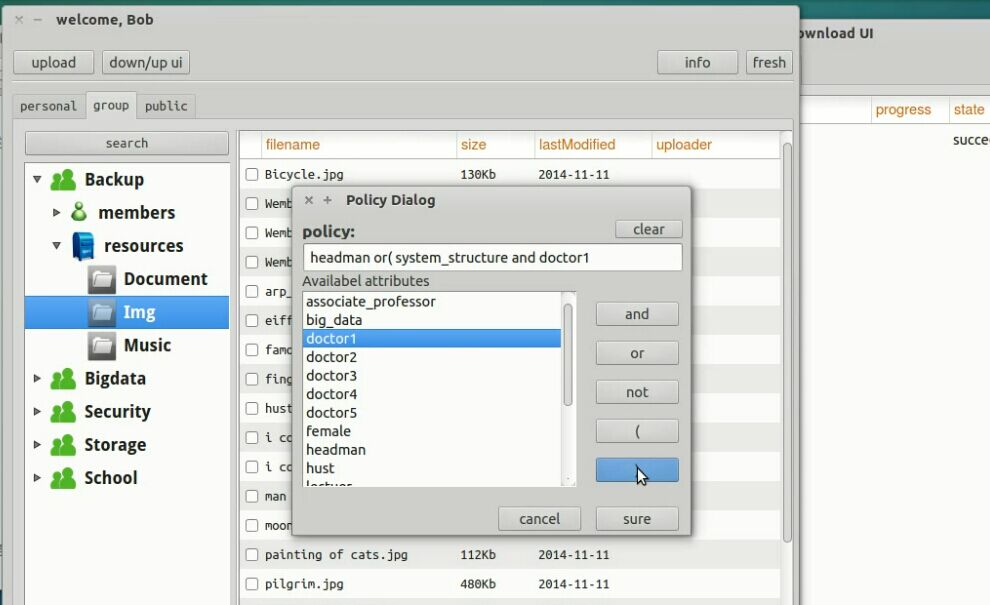 welcome, Bob
ownload UI
upload
down/up ui
info
fresh
personal
group
public
progress
state
search
filename
size
lastModified
uploader
succe
Backup
Bicycle.jpg 130Kb 2014-11-11
members
Wemb
resources
Wemb
Document
Wemb
Img
arp_
Music
eiff
Bigdata
famo
Security
fing
Storage
hust
School
i co
i co
man
moon
painting of cats.jpg 112Kb 2014-11-11
pilgrim.jpg 480Kb 2014-11-11
Policy Dialog
policy:
clear
headman or( system_structure and doctor1
Availabel attributes
associate_professor
big_data
doctor1
doctor2
doctor3
doctor4
doctor5
female
headman
hust
and
or
not
(
cancel
sure